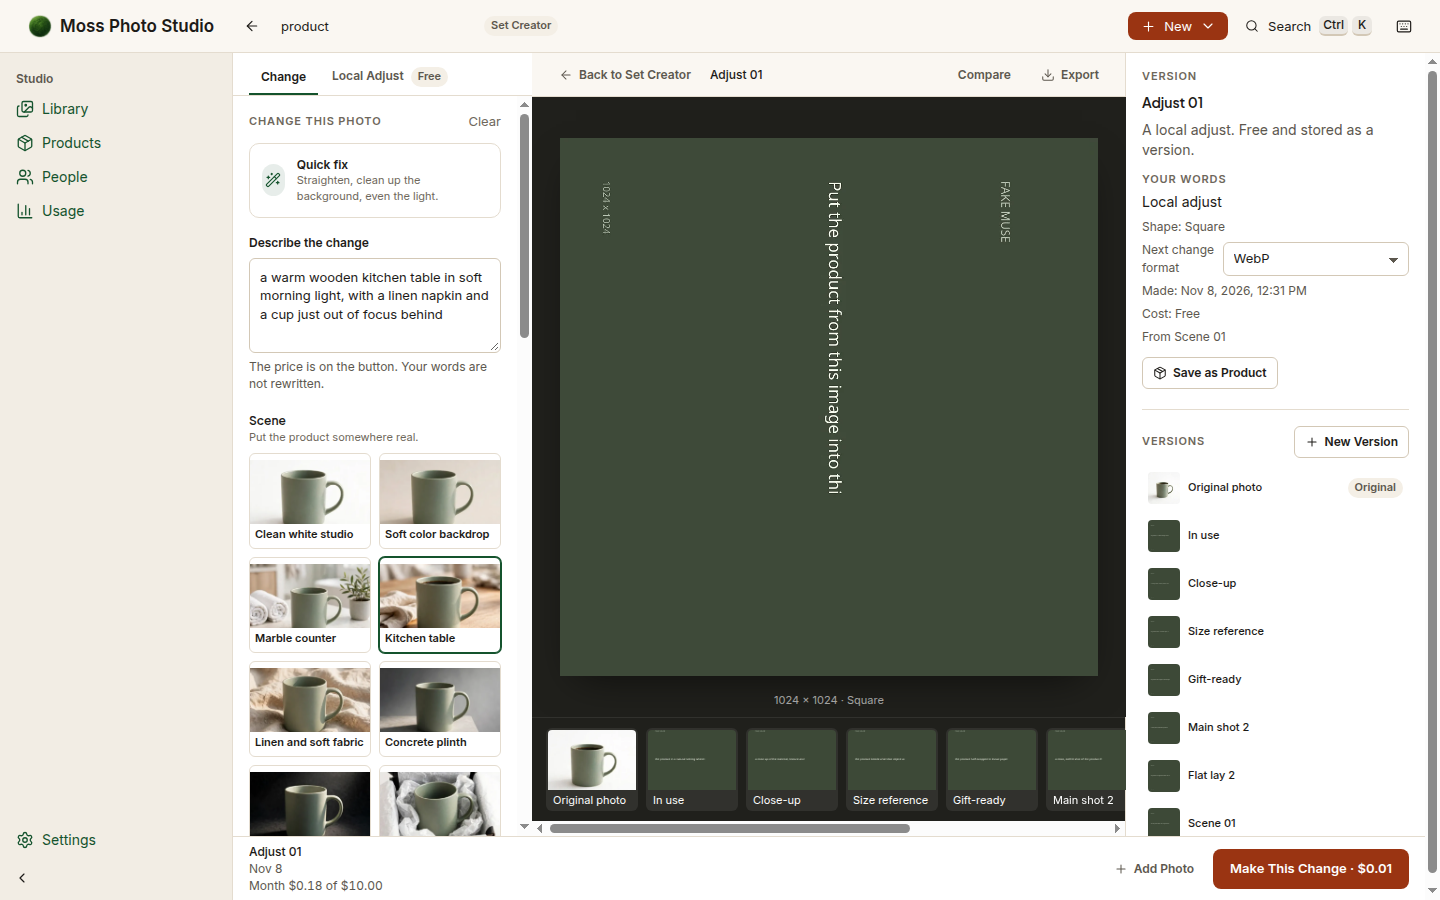 Moss Photo Studio
product
Set Creator
New
Search
Ctrl
K
Studio
Library
Products
People
Usage
Settings
Change
Local Adjust
Free
CHANGE THIS PHOTO
Clear
Quick fix
Straighten, clean up the
background, even the light.
Describe the change
a warm wooden kitchen table in soft
morning light, with a linen napkin and
a cup just out of focus behind
The price is on the button. Your words are
not rewritten.
Scene
Put the product somewhere real.
Clean white studio
Soft color backdrop
Marble counter
Kitchen table
Linen and soft fabric
Concrete plinth
Back to Set Creator
Adjust 01
Compare
Export
FAKE MUSE
Put the product from this image into thi
1024 x 1024
1024 × 1024 · Square
Original photo
In use
Close-up
Size reference
Gift-ready
Main shot 2
VERSION
Adjust 01
A local adjust. Free and stored as a
version.
YOUR WORDS
Local adjust
Shape: Square
Next change
format
WebP
Made: Nov 8, 2026, 12:31 PM
Cost: Free
From Scene 01
Save as Product
VERSIONS
New Version
Original photo
Original
In use
Close-up
Size reference
Gift-ready
Main shot 2
Flat lay 2
Scene 01
Adjust 01
Nov 8
Month $0.18 of $10.00
Add Photo
Make This Change · $0.01